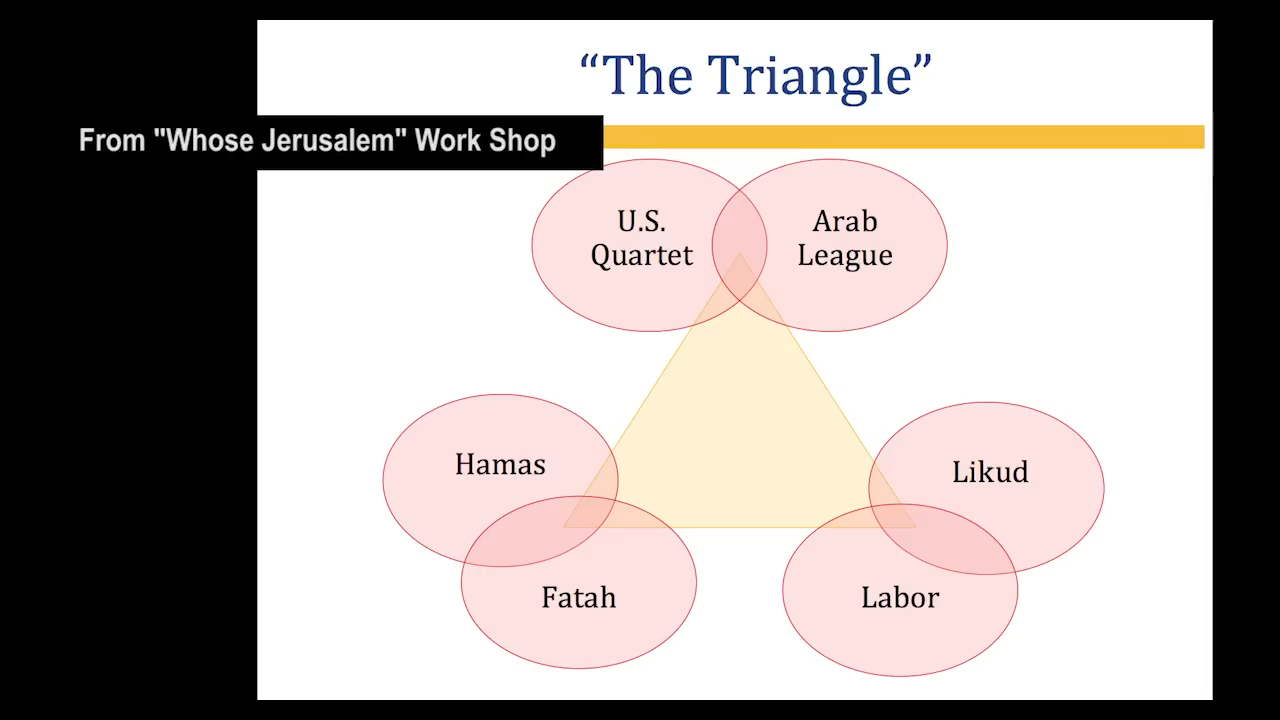 “The Triangle”
From "Whose Jerusalem" Work Shop
U.S.
Quartet
Arab
League
Hamas
Likud
Fatah
Labor